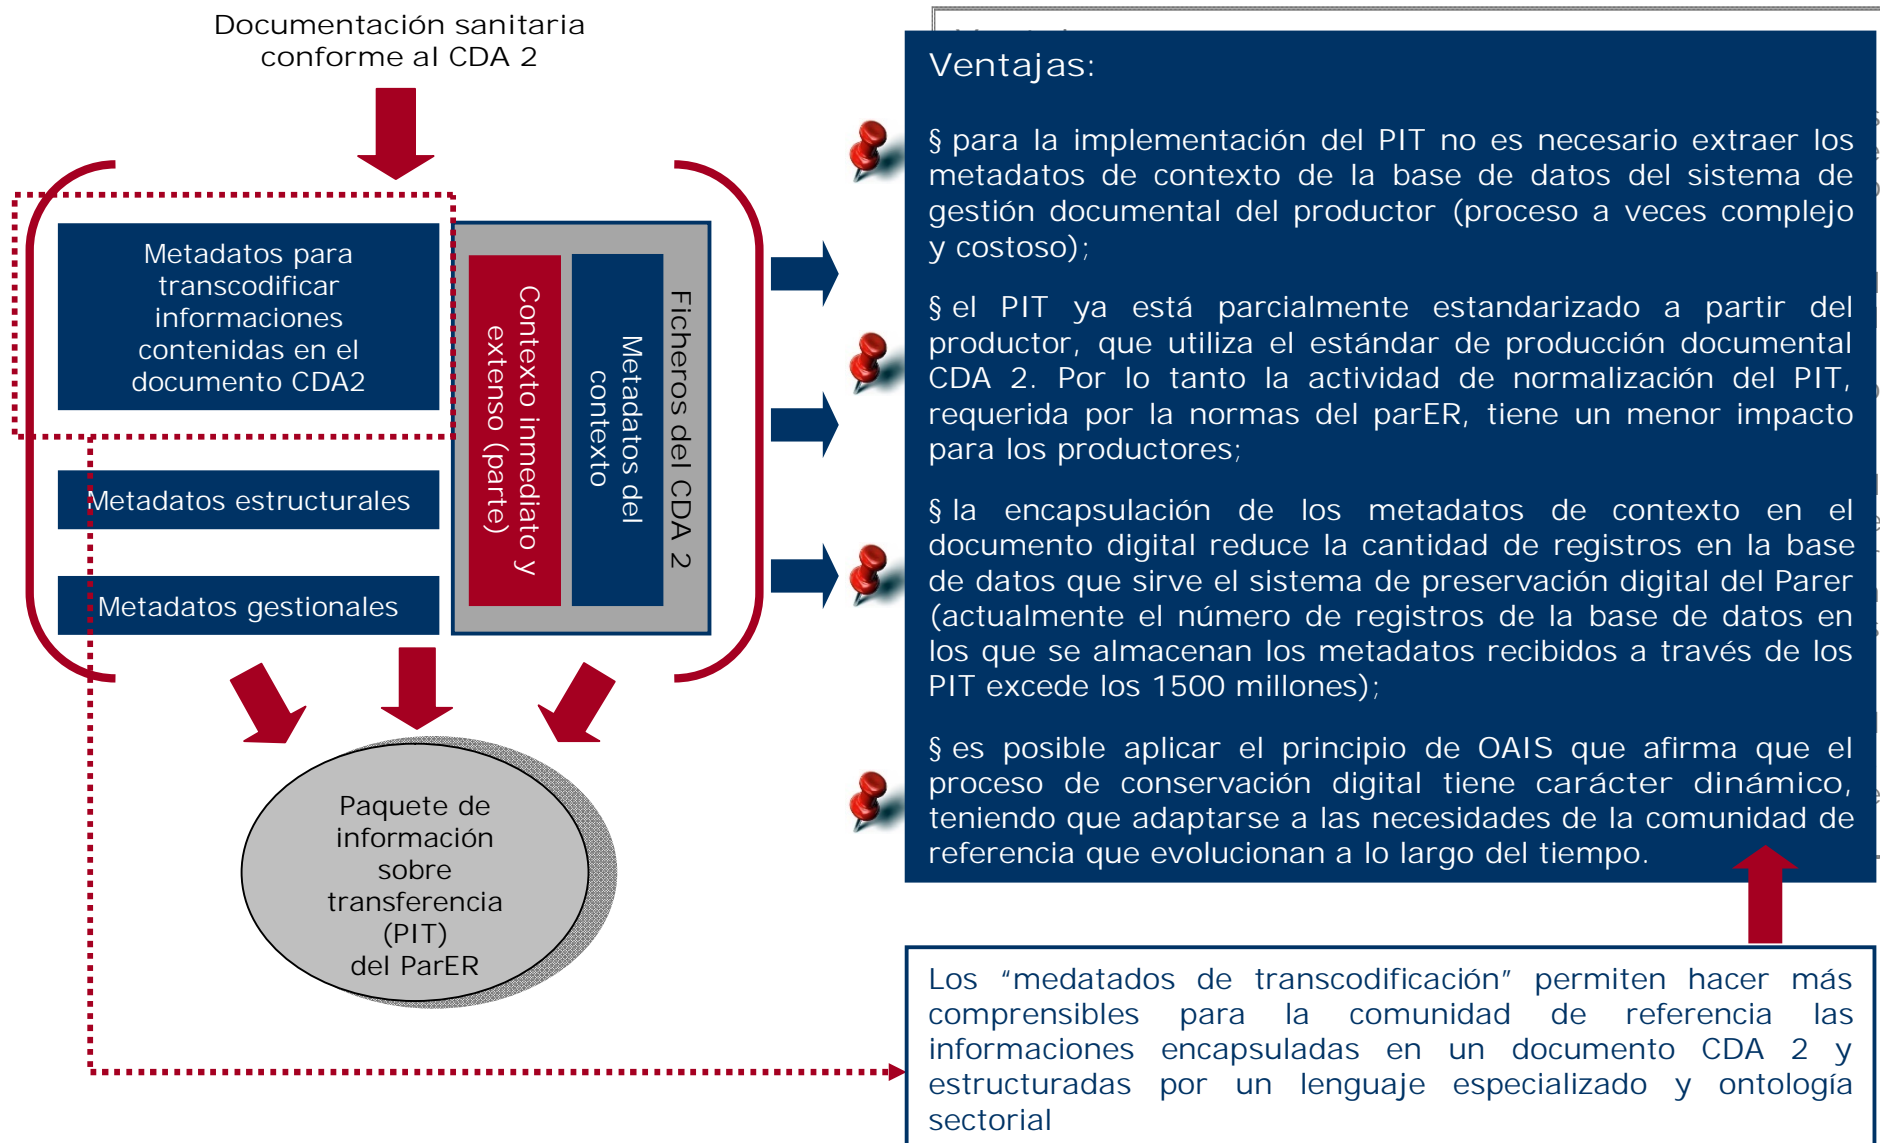 Documentación sanitaria
conforme al CDA 2
Metadatos para
transcodificar
informaciones
contenidas en el
documento CDA2
Metadatos estructurales
Metadatos gestionales
Contexto inmediato y
extenso (parte)
Metadatos del
contexto
Ficheros del CDA 2
Paquete de
información
sobre
transferencia
(PIT)
del ParER
Ventajas:
§ para la implementación del PIT no es necesario extraer los
metadatos de contexto de la base de datos del sistema de
gestión documental del productor (proceso a veces complejo
y costoso);
§ el PIT ya está parcialmente estandarizado a partir del
productor, que utiliza el estándar de producción documental
CDA 2. Por lo tanto la actividad de normalización del PIT,
requerida por la normas del parER, tiene un menor impacto
para los productores;
§ la encapsulación de los metadatos de contexto en el
documento digital reduce la cantidad de registros en la base
de datos que sirve el sistema de preservación digital del Parer
(actualmente el número de registros de la base de datos en
los que se almacenan los metadatos recibidos a través de los
PIT excede los 1500 millones);
§ es posible aplicar el principio de OAIS que afirma que el
proceso de conservación digital tiene carácter dinámico,
teniendo que adaptarse a las necesidades de la comunidad de
referencia que evolucionan a lo largo del tiempo.
Los “medatados de transcodificación” permiten hacer más
comprensibles para la comunidad de referencia las
informaciones encapsuladas en un documento CDA 2 y
estructuradas por un lenguaje especializado y ontología
sectorial